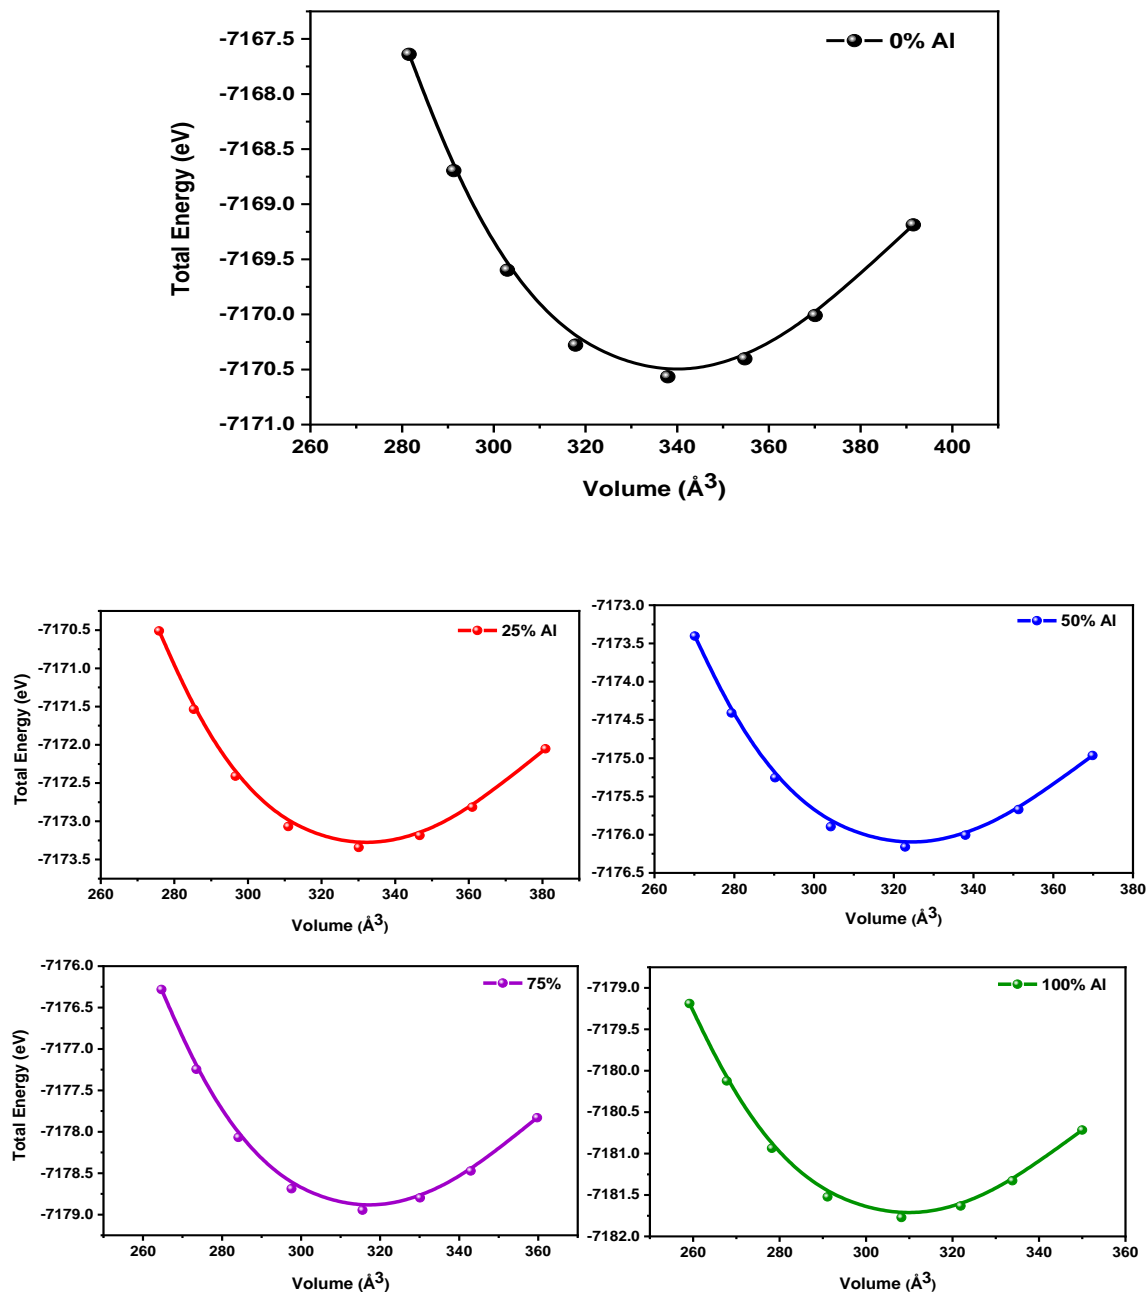 0% Al
-7167.5
-7168.0
-7168.5
-7169.0
-7169.5
-7170.0
-7170.5
-7171.0
Total Energy (eV)
260 280 300 320 340 360 380 400
Volume (Å³)
25% Al
-7170.5
-7171.0
-7171.5
-7172.0
-7172.5
-7173.0
-7173.5
Total Energy (eV)
260 280 300 320 340 360 380
Volume (Å³)
50% Al
-7173.0
-7173.5
-7174.0
-7174.5
-7175.0
-7175.5
-7176.0
-7176.5
260 280 300 320 340 360 380
Volume (Å³)
75%
-7176.0
-7176.5
-7177.0
-7177.5
-7178.0
-7178.5
-7179.0
Total Energy (eV)
260 280 300 320 340 360
Volume (Å³)
100% Al
-7179.0
-7179.5
-7180.0
-7180.5
-7181.0
-7181.5
-7182.0
260 280 300 320 340 360
Volume (Å³)